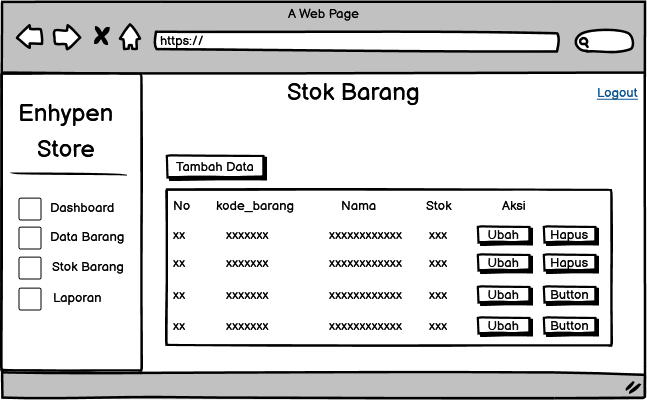 A Web Page
https://
Enhypen
Store
Dashboard
Data Barang
Stok Barang
Laporan
Stok Barang
Logout
Tambah Data
No kode_barang Nama Stok Aksi
xx xxxxxxx xxxxxxxxxxxx xxx Ubah Hapus
xx xxxxxxx xxxxxxxxxxxx xxx Ubah Hapus
xx xxxxxxx xxxxxxxxxxxx xxx Ubah Button
xx xxxxxxx xxxxxxxxxxxx xxx Ubah Button